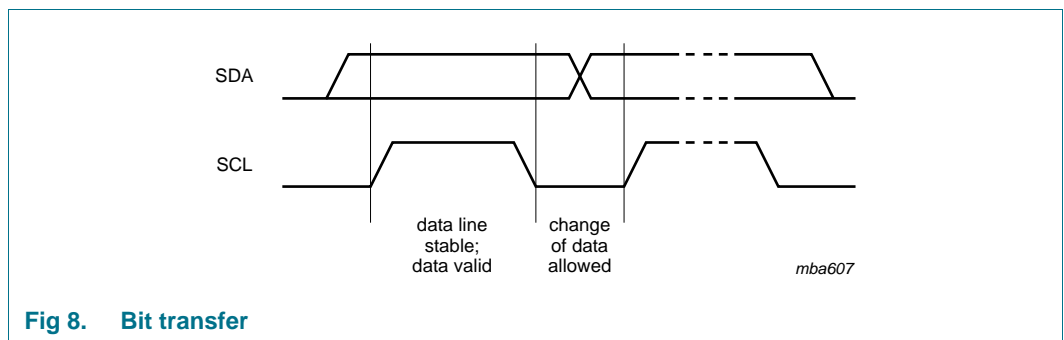 SDA
SCL
data line
stable;
data valid
change
of data
allowed
mba607
Fig 8. Bit transfer